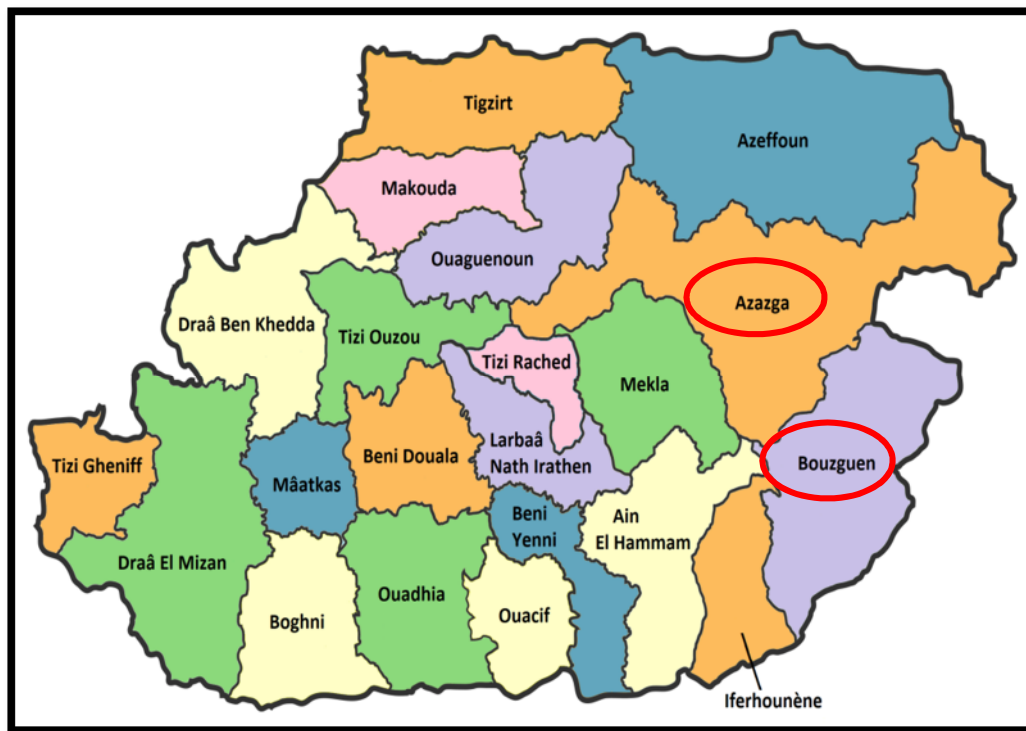 Tigzirt
Azeffoun
Makouda
Ouaguenoun
Azazga
Draâ Ben Khedda
Tizi Ouzou
Tizi Rached
Mekla
Larbaâ
Nath Irathen
Beni Douala
Tizi Gheniff
Mâatkas
Bouzguen
Beni
Yenni
Ain
El Hammam
Draâ El Mizan
Ouadhia
Boghni
Ouacif
Iferhounène